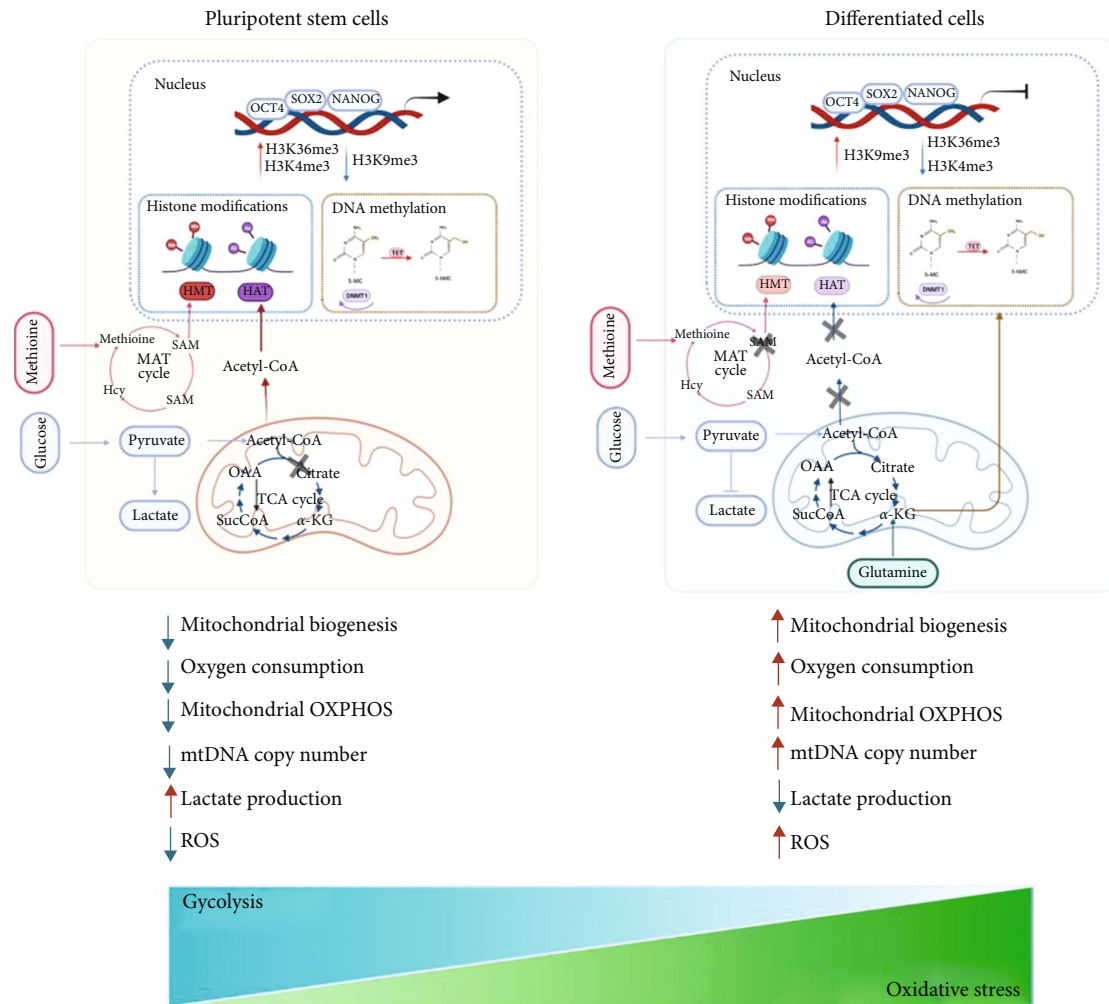 Pluripotent stem cells
Nucleus
OCT4
SOX2
NANOG
H3K36me3
H3K4me3
H3K9me3
Histone modifications
DNA methylation
TET
5-MC
DNMT1
HMT
HAT
Methioine
Methioine
SAM
MAT
cycle
Hcy
SAM
Acetyl-CoA
Glucose
Pyruvate
Lactate
Acetyl-CoA
OAA
Citrate
TCA cycle
SucCoA
α-KG
Differentiated cells
Nucleus
OCT4
SOX2
NANOG
H3K9me3
H3K36me3
H3K4me3
Histone modifications
DNA methylation
TET
5-MC
DNMT1
HMT
HAT
Methioine
Methioine
SAM
MAT
cycle
Hcy
SAM
Acetyl-CoA
Glucose
Pyruvate
Lactate
Acetyl-CoA
OAA
Citrate
TCA cycle
SucCoA
α-KG
Glutamine
Mitochondrial biogenesis
Oxygen consumption
Mitochondrial OXPHOS
mtDNA copy number
Lactate production
ROS
Mitochondrial biogenesis
Oxygen consumption
Mitochondrial OXPHOS
mtDNA copy number
Lactate production
ROS
Gycolysis
Oxidative stress